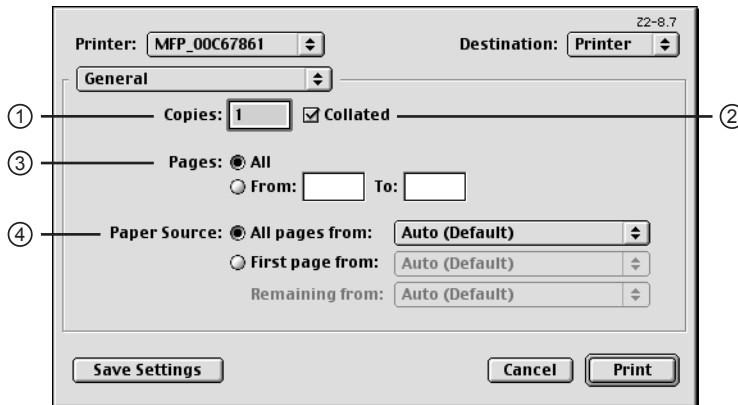 Z2-8.7
Printer: MFP_00C67861 Destination: Printer
General
① Copies: 1 Collated ②
③ Pages: All
From: To:
④ Paper Source: All pages from: Auto (Default)
First page from: Auto (Default)
Remaining from: Auto (Default)
Save Settings Cancel Print